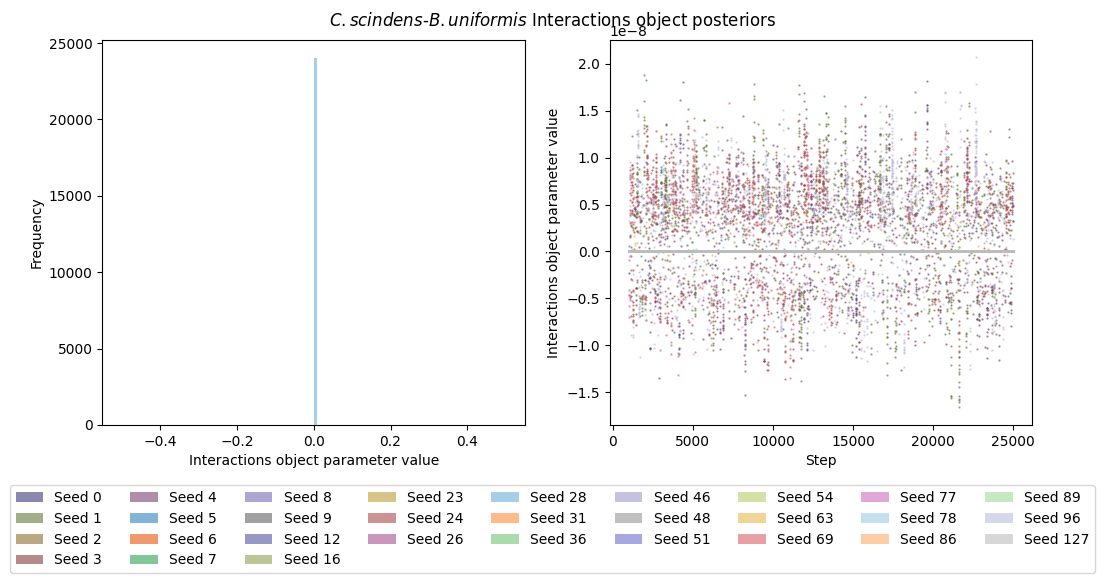 C. scindens-B. uniformis Interactions object posteriors
25000
20000
15000
10000
5000
0
Frequency
−0.4 −0.2 0.0 0.2 0.4
Interactions object parameter value
1e−8
2.0
1.5
1.0
0.5
0.0
−0.5
−1.0
−1.5
Interactions object parameter value
0 5000 10000 15000 20000 25000
Step
Seed 0 Seed 4 Seed 8 Seed 23 Seed 28 Seed 46 Seed 54 Seed 77 Seed 89
Seed 1 Seed 5 Seed 9 Seed 24 Seed 31 Seed 48 Seed 63 Seed 78 Seed 96
Seed 2 Seed 6 Seed 12 Seed 26 Seed 36 Seed 51 Seed 69 Seed 86 Seed 127
Seed 3 Seed 7 Seed 16